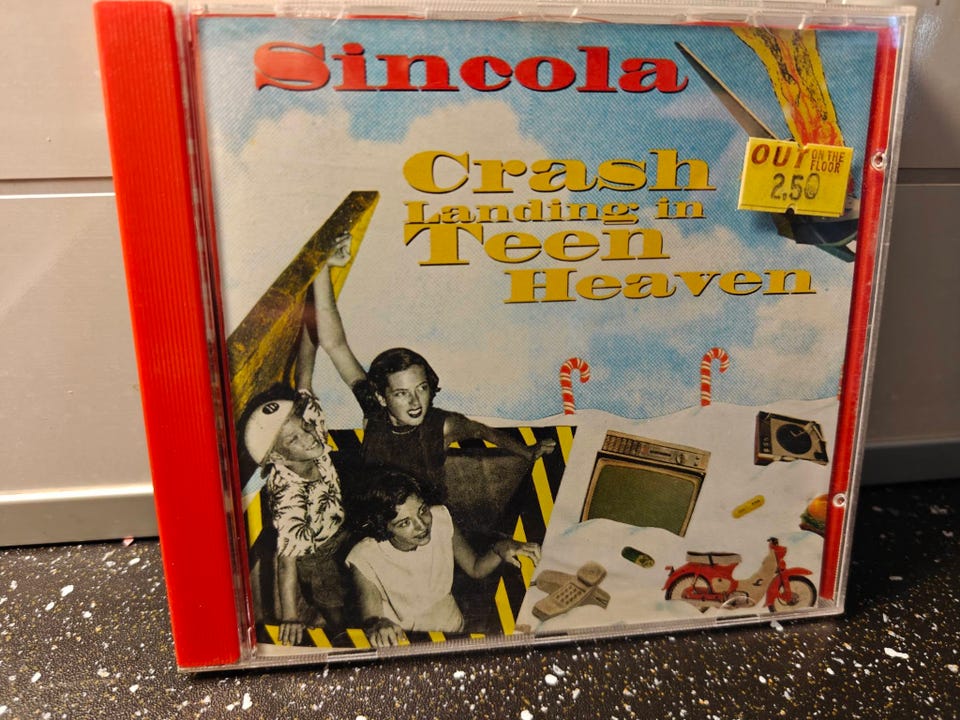 Sincola
Crash
Landing in
Teen
Heaven
OUT ON THE FLOOR
2.50